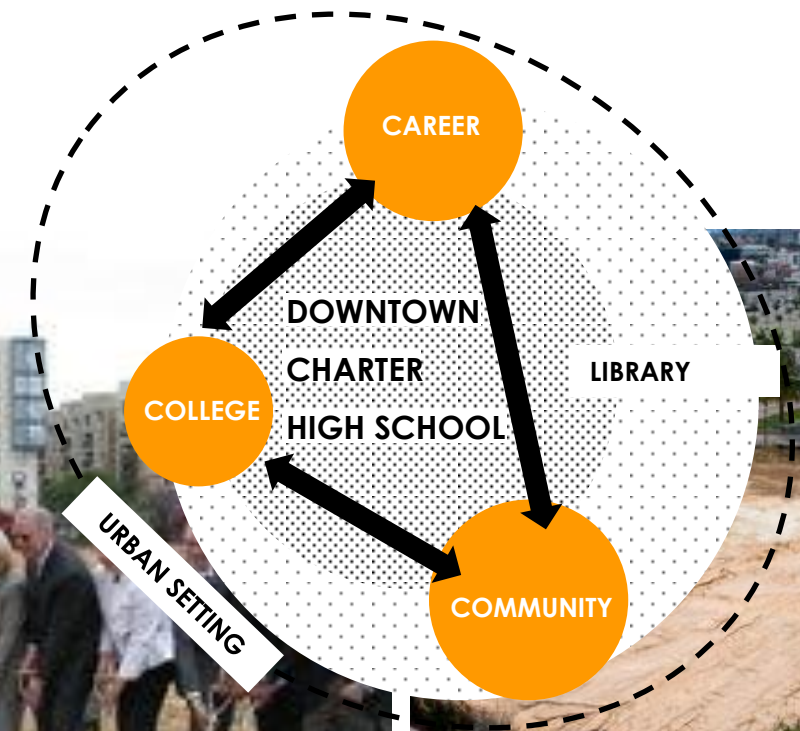 CAREER
DOWNTOWN
CHARTER
HIGH SCHOOL
LIBRARY
COLLEGE
URBAN SETTING
COMMUNITY